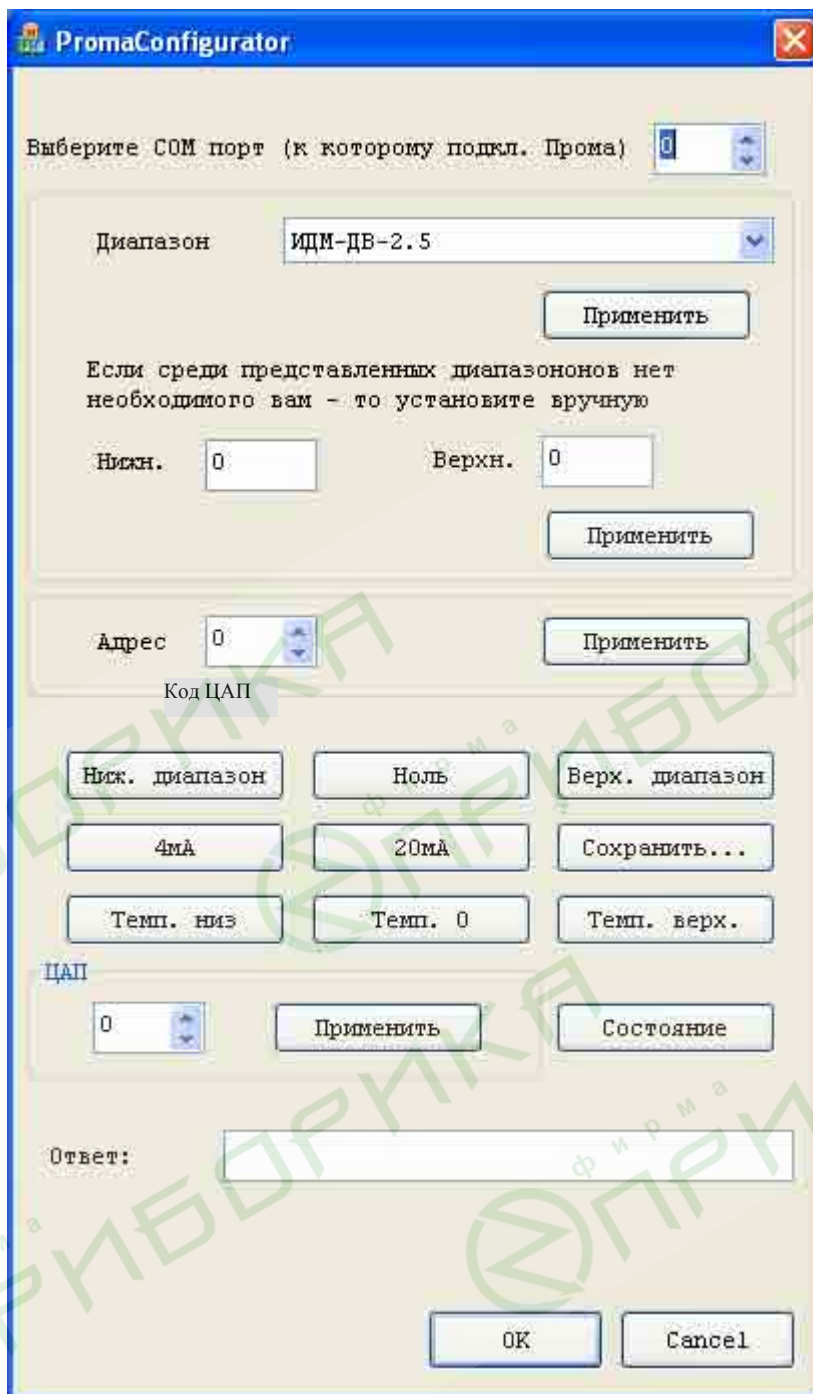 PromaConfigurator
Выберите COM порт (к которому подкл. Прома) 0
Диапазон ИДМ-ДВ-2.5
Применить
Если среди представленных диапазононов нет
необходимого вам - то установите вручную
Нижн. 0 Верхн. 0
Применить
Адрес 0 Применить
Код ЦАП
Ниж. диапазон Ноль Верх. диапазон
4мА 20мА Сохранить...
Темп. низ Темп. 0 Темп. верх.
ЦАП
0 Применить Состояние
Ответ:
OK Cancel
фирма
ПРИБОРИКА